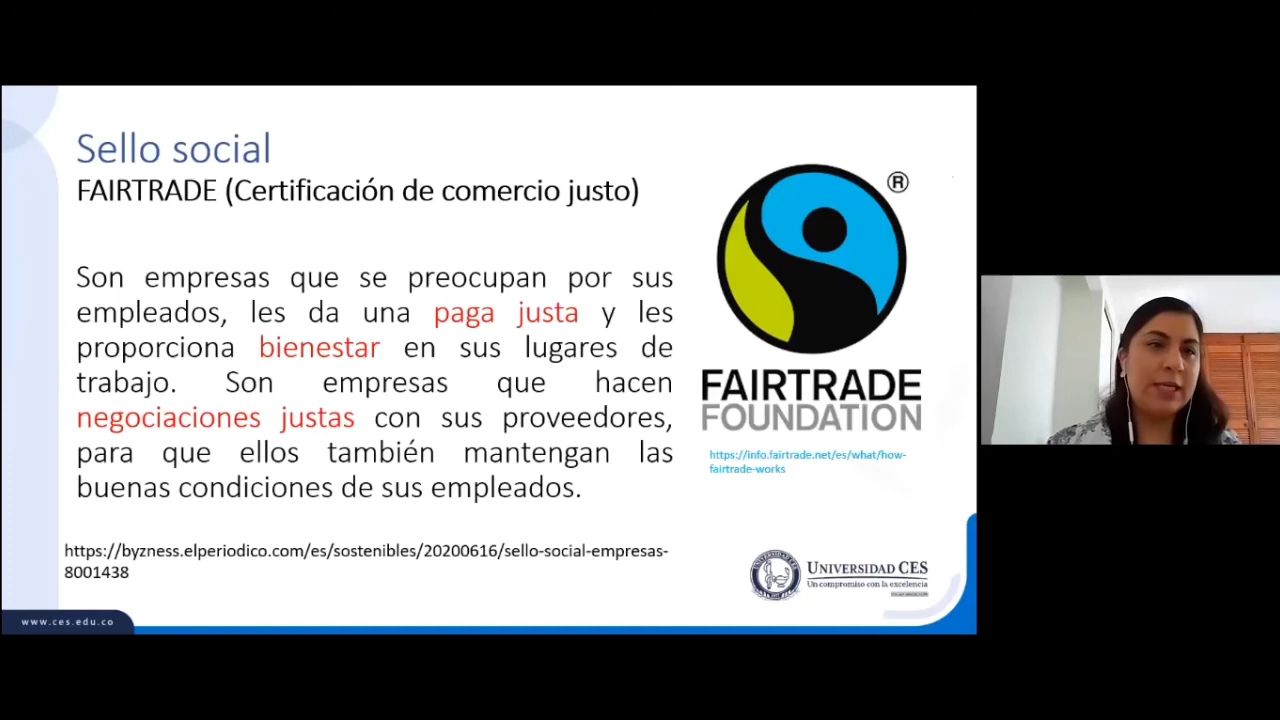 Sello social
FAIRTRADE (Certificación de comercio justo)
Son empresas que se preocupan por sus
empleados, les da una paga justa y les
proporciona bienestar en sus lugares de
trabajo. Son empresas que hacen
negociaciones justas con sus proveedores,
para que ellos también mantengan las
buenas condiciones de sus empleados.
https://byzness.elperiodico.com/es/sostenibles/20200616/sello-social-empresas-
8001438
®
FAIRTRADE
FOUNDATION
https://info.fairtrade.net/es/what/how-
fairtrade-works
UNIVERSIDAD CES
Un compromiso con la excelencia
www.ces.edu.co